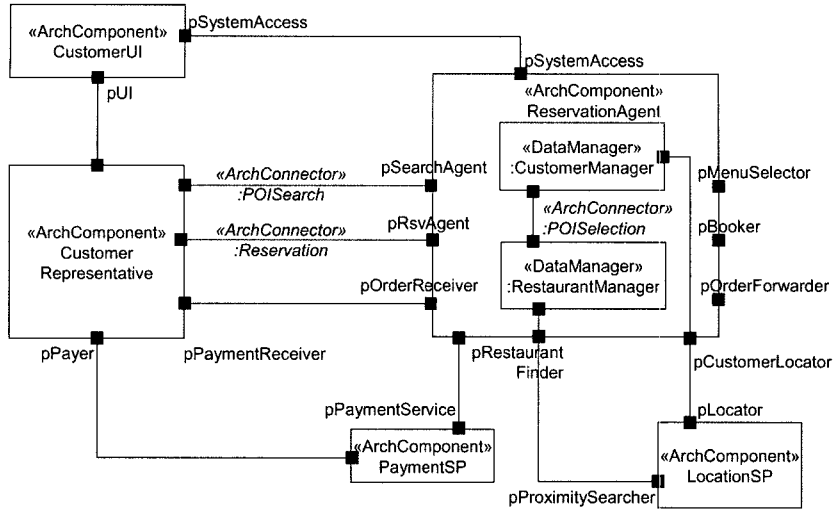 pSystemAccess
«ArchComponent»
CustomerUI
pUI
pSystemAccess
«ArchComponent»
ReservationAgent
«DataManager»
:CustomerManager
pSearchAgent
«ArchConnector»
:POISearch
pMenuSelector
«ArchConnector»
:POISelection
pRsvAgent
«ArchConnector»
:Reservation
pBooker
«ArchComponent»
Customer
Representative
«DataManager»
:RestaurantManager
pOrderReceiver
pOrderForwarder
pPayer
pPaymentReceiver
pRestaurant
Finder
pCustomerLocator
pPaymentService
pLocator
«ArchComponent»
PaymentSP
«ArchComponent»
LocationSP
pProximitySearcher